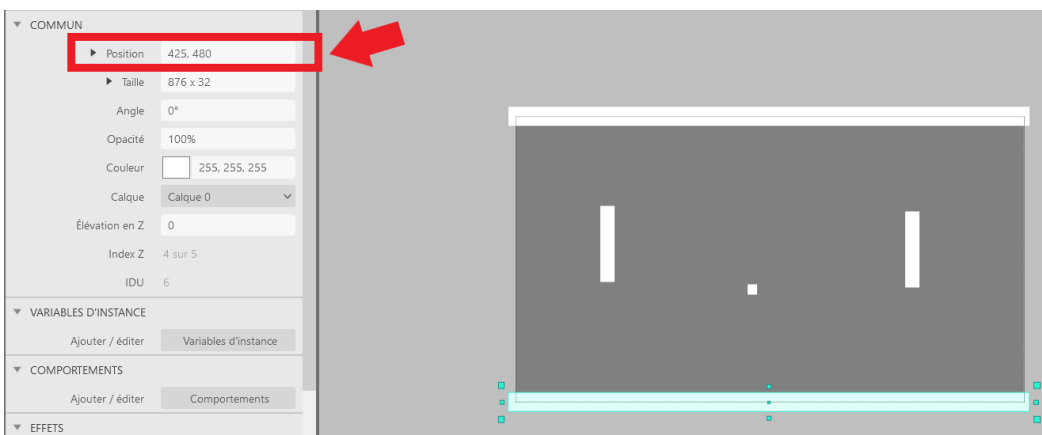 COMMUN
Position 425, 480
Taille 876 x 32
Angle 0°
Opacité 100%
Couleur 255, 255, 255
Calque Calque 0
Élévation en Z 0
Index Z 4 sur 5
IDU 6
VARIABLES D'INSTANCE
Ajouter / éditer Variables d'instance
COMPORTEMENTS
Ajouter / éditer Comportements
EFFETS